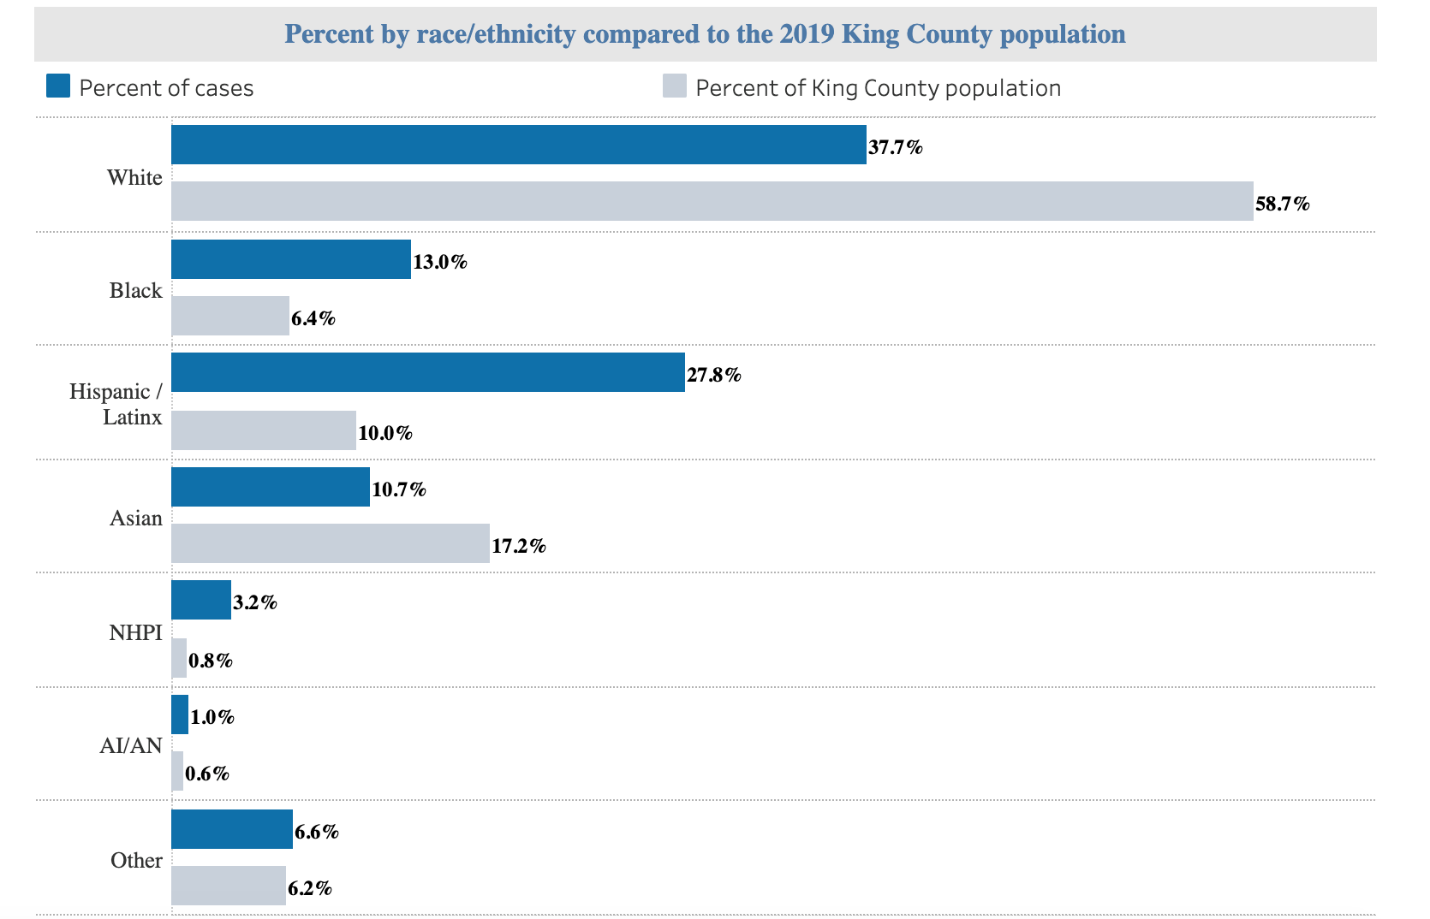 Percent by race/ethnicity compared to the 2019 King County population
Percent of cases
Percent of King County population
White
37.7%
58.7%
Black
13.0%
6.4%
Hispanic /
Latinx
27.8%
10.0%
Asian
10.7%
17.2%
NHPI
3.2%
0.8%
AI/AN
1.0%
0.6%
Other
6.6%
6.2%